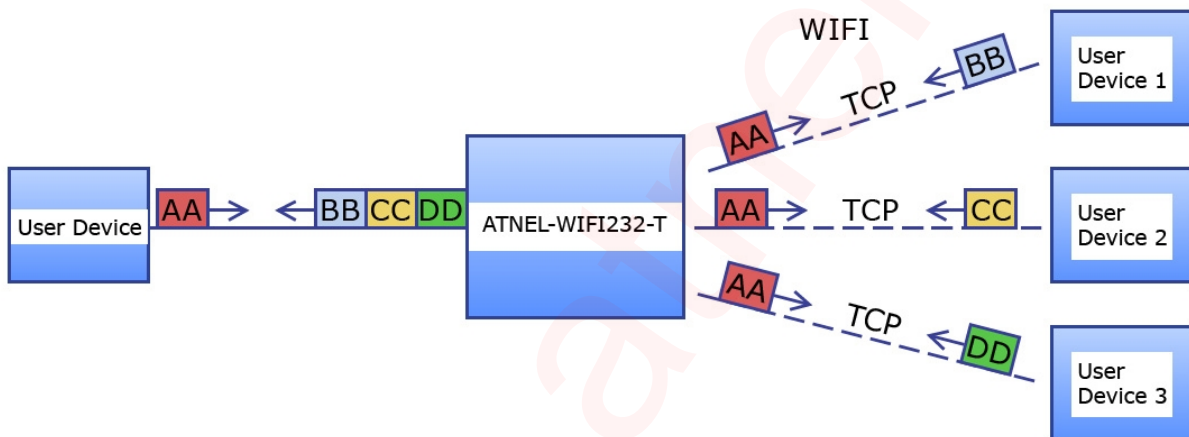 WIFI
User
Device 1
BB
TCP
AA
User Device
AA
BB CC DD
ATNEL-WIFI232-T
AA
TCP
CC
User
Device 2
AA
TCP
DD
User
Device 3
atnel